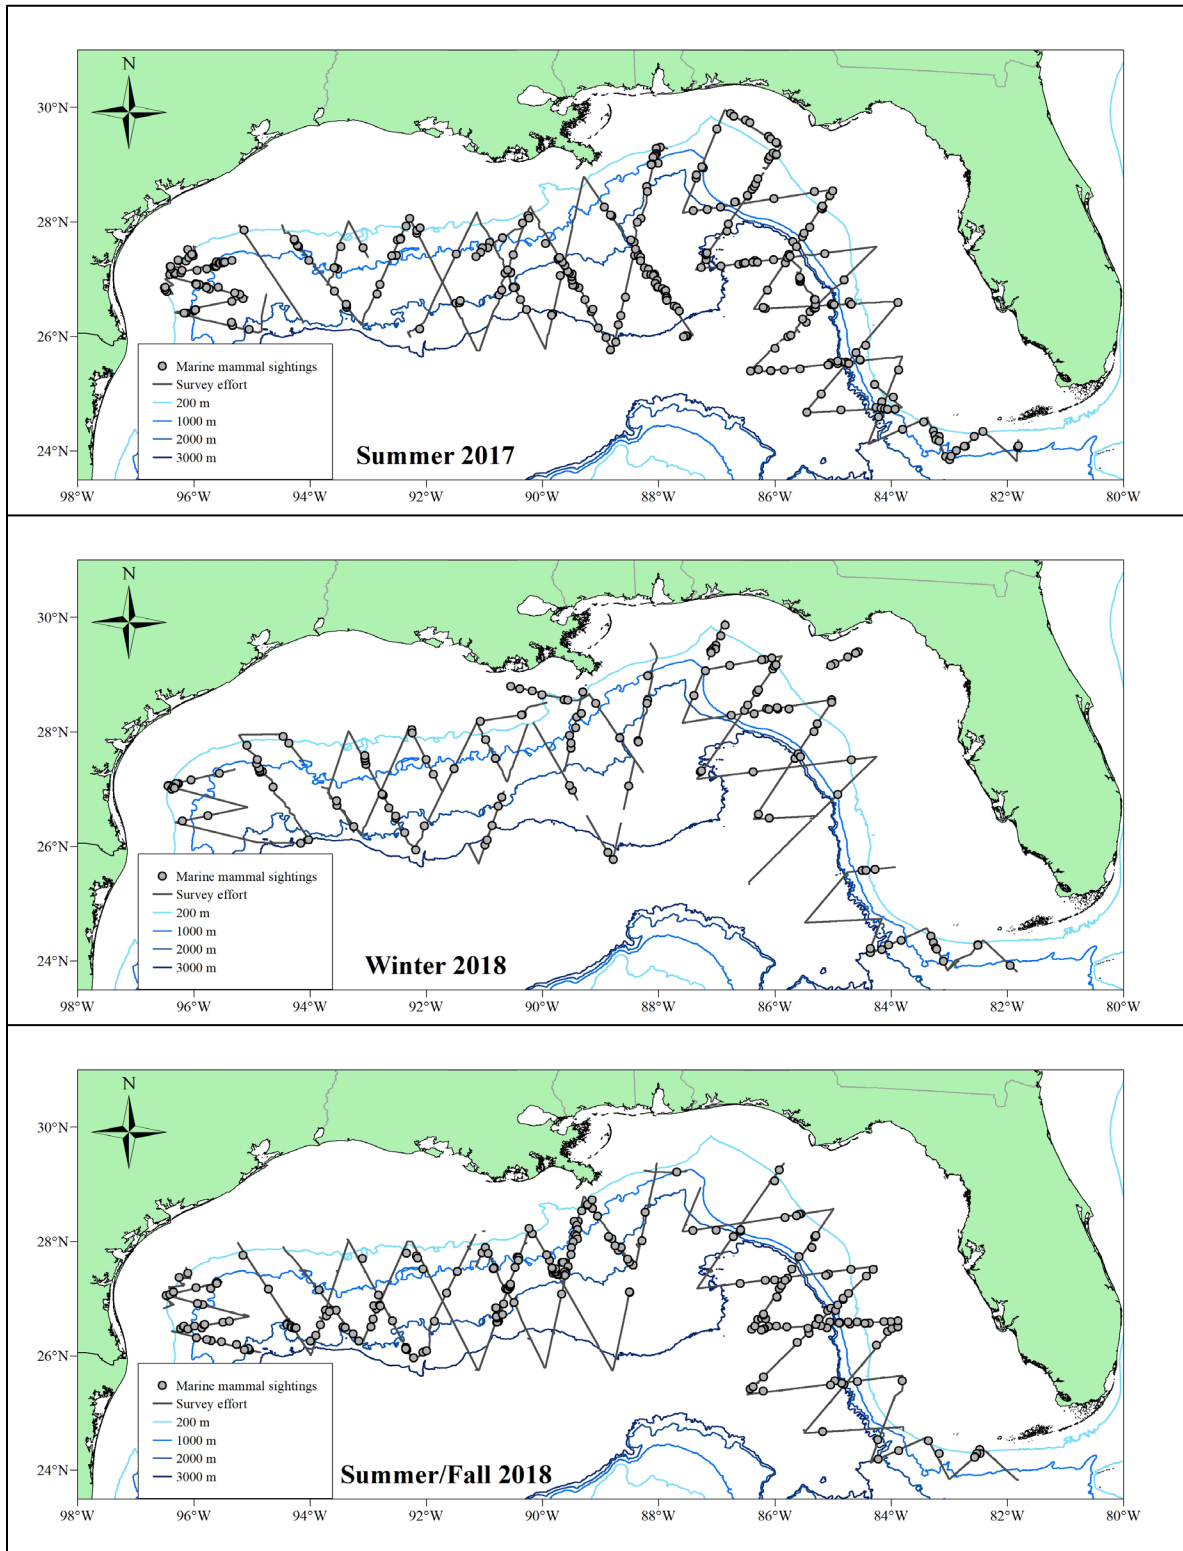 N
30°N
28°N
26°N
24°N
Marine mammal sightings
Survey effort
200 m
1000 m
2000 m
3000 m
Summer 2017
98°W 96°W 94°W 92°W 90°W 88°W 86°W 84°W 82°W 80°W
N
30°N
28°N
26°N
24°N
Marine mammal sightings
Survey effort
200 m
1000 m
2000 m
3000 m
Winter 2018
98°W 96°W 94°W 92°W 90°W 88°W 86°W 84°W 82°W 80°W
N
30°N
28°N
26°N
24°N
Marine mammal sightings
Survey effort
200 m
1000 m
2000 m
3000 m
Summer/Fall 2018
98°W 96°W 94°W 92°W 90°W 88°W 86°W 84°W 82°W 80°W